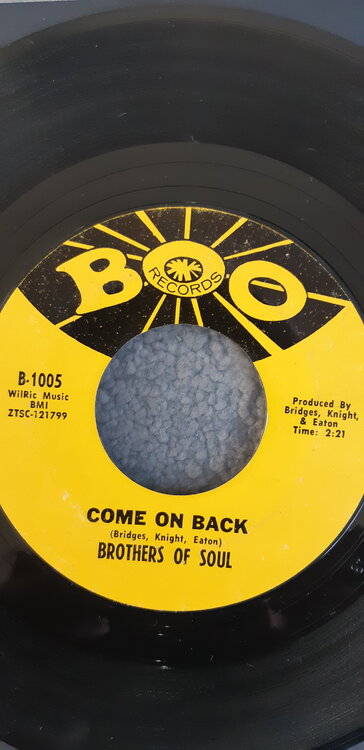 BOO
RECORDS
B-1005
WilRic Music
BMI
ZTSC-121799
Produced By
Bridges, Knight,
& Eaton
Time: 2:21
COME ON BACK
(Bridges, Knight, Eaton)
BROTHERS OF SOUL